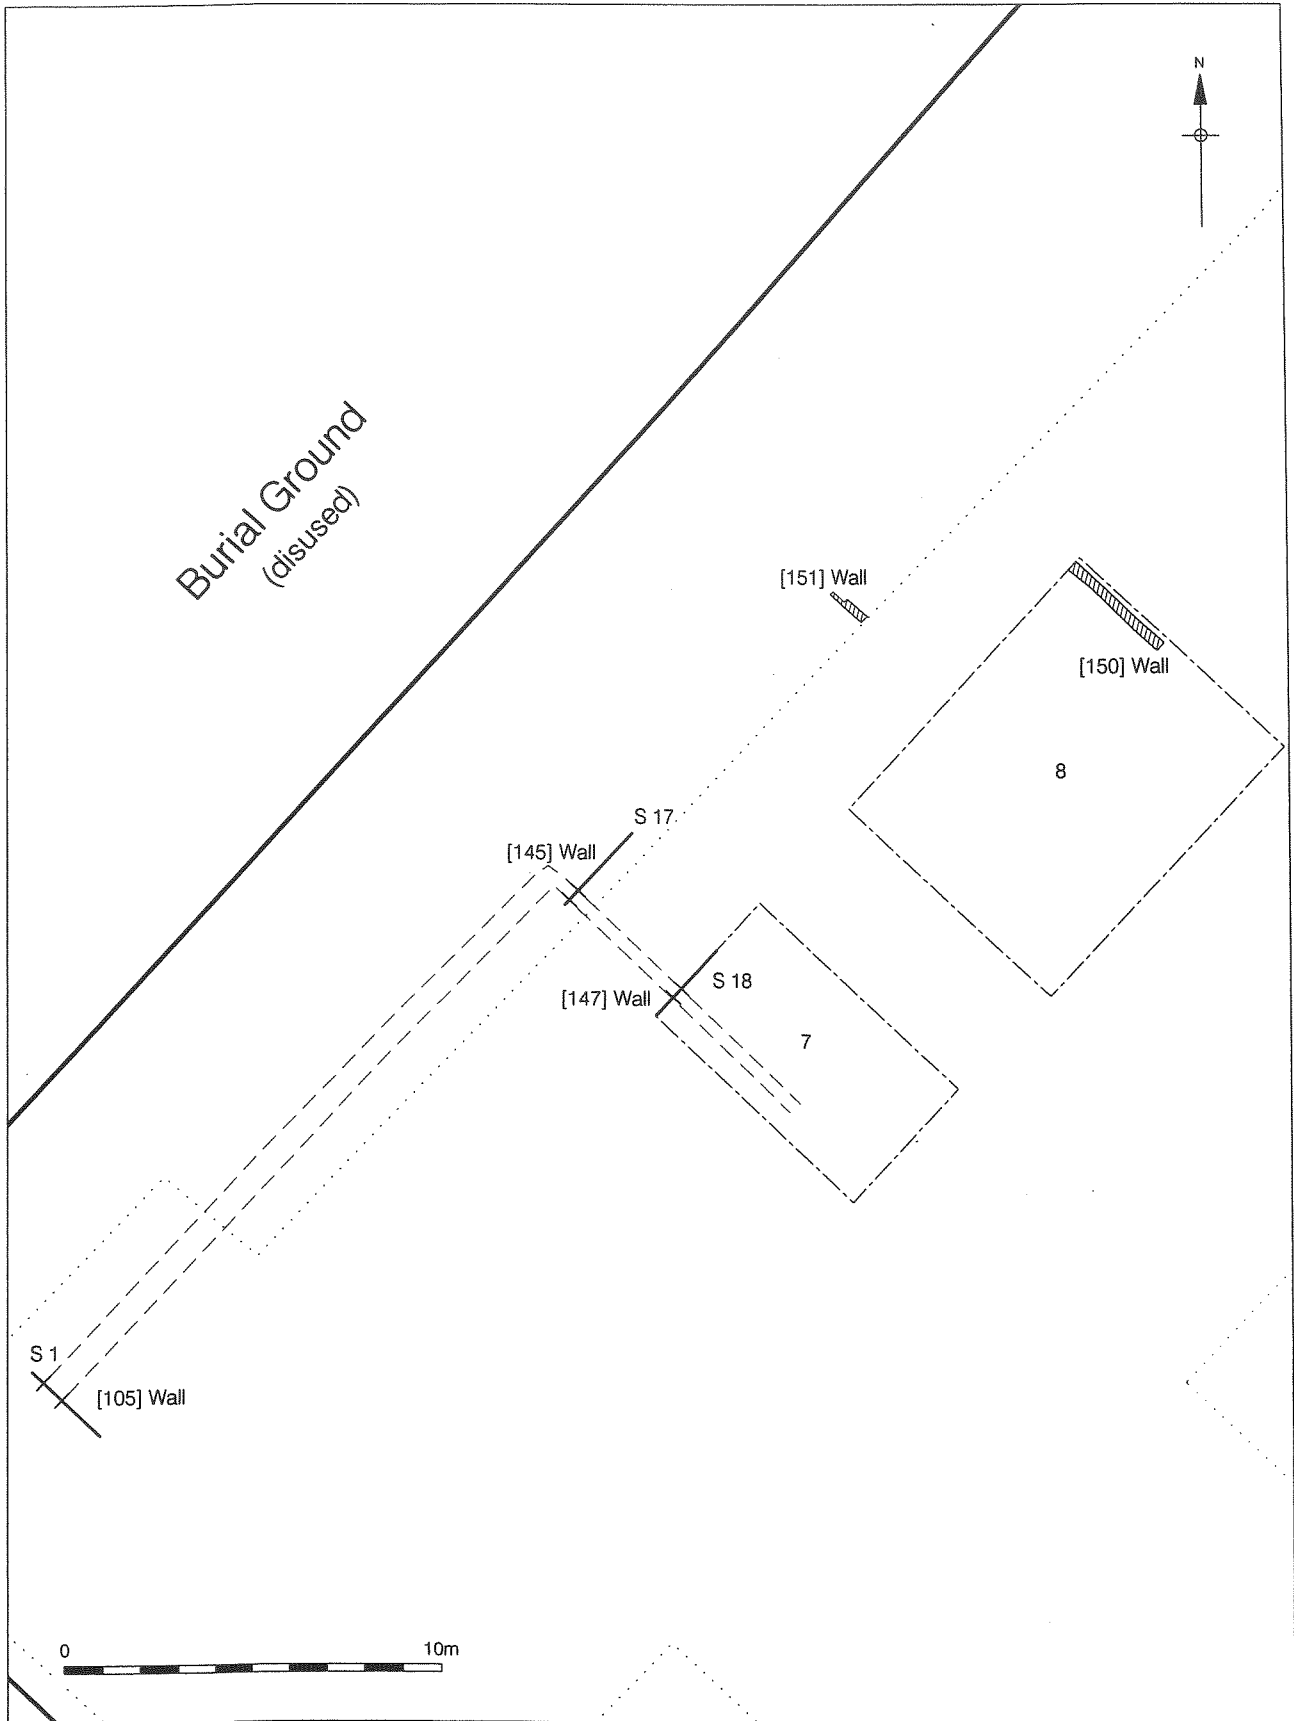 N
Burial Ground
(disused)
[151] Wall
[150] Wall
8
S 17
[145] Wall
S 18
[147] Wall
7
S 1
[105] Wall
0
10m